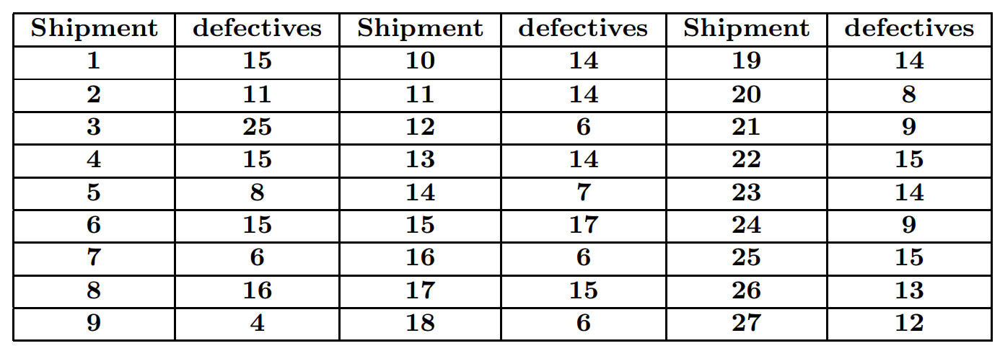 Shipment defectives Shipment defectives Shipment defectives
1 15 10 14 19 14
2 11 11 14 20 8
3 25 12 6 21 9
4 15 13 14 22 15
5 8 14 7 23 14
6 15 15 17 24 9
7 6 16 6 25 15
8 16 17 15 26 13
9 4 18 6 27 12